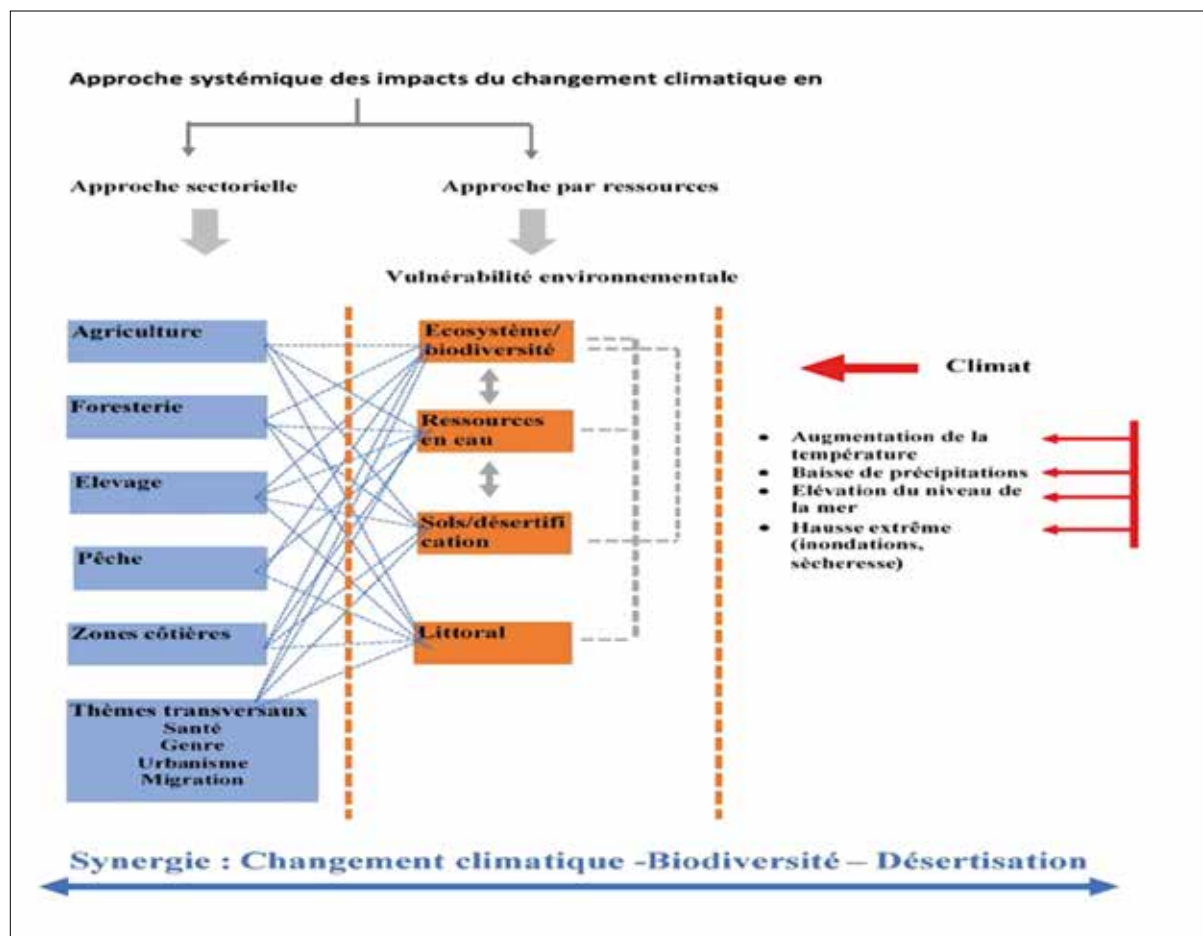 Approche systémique des impacts du changement climatique en
Approche sectorielle
Approche par ressources
Vulnérabilité environnementale
Agriculture
Foresterie
Elevage
Pêche
Zones côtières
Thèmes transversaux
Santé
Genre
Urbanisme
Migration
Ecosystème/
biodiversité
Ressources
en eau
Sols/désertifi
cation
Littoral
Climat
• Augmentation de la
température
• Baisse de précipitations
• Elévation du niveau de
la mer
• Hausse extrême
(inondations,
sècheresse)
Synergie : Changement climatique -Biodiversité – Désertisation